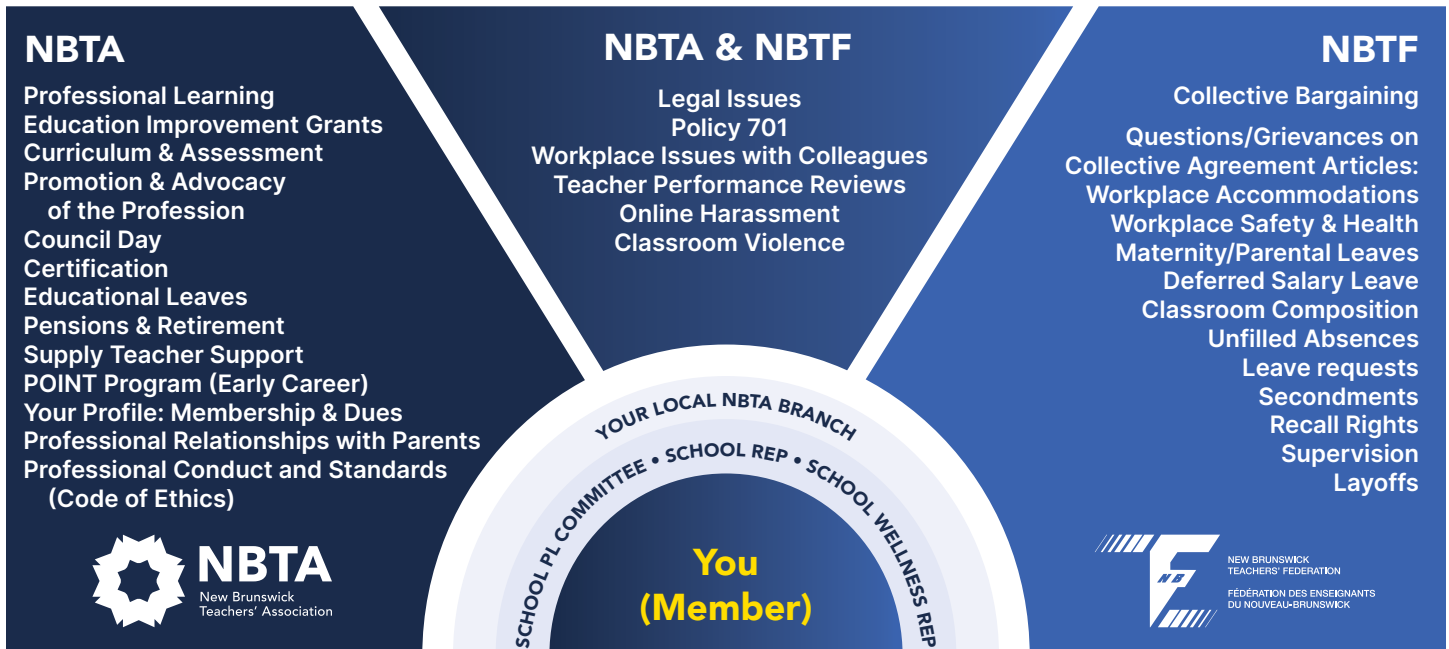 NBTA
Professional Learning
Education Improvement Grants
Curriculum & Assessment
Promotion & Advocacy
of the Profession
Council Day
Certification
Educational Leaves
Pensions & Retirement
Supply Teacher Support
POINT Program (Early Career)
Your Profile: Membership & Dues
Professional Relationships with Parents
Professional Conduct and Standards
(Code of Ethics)
NBTA
New Brunswick
Teachers' Association
NBTA & NBTF
Legal Issues
Policy 701
Workplace Issues with Colleagues
Teacher Performance Reviews
Online Harassment
Classroom Violence
YOUR LOCAL NBTA BRANCH
SCHOOL PL COMMITTEE • SCHOOL REP • SCHOOL WELLNESS REP
You
(Member)
NBTF
Collective Bargaining
Questions/Grievances on
Collective Agreement Articles:
Workplace Accommodations
Workplace Safety & Health
Maternity/Parental Leaves
Deferred Salary Leave
Classroom Composition
Unfilled Absences
Leave requests
Secondments
Recall Rights
Supervision
Layoffs
NB
NEW BRUNSWICK
TEACHERS' FEDERATION
FÉDÉRATION DES ENSEIGNANTS
DU NOUVEAU-BRUNSWICK